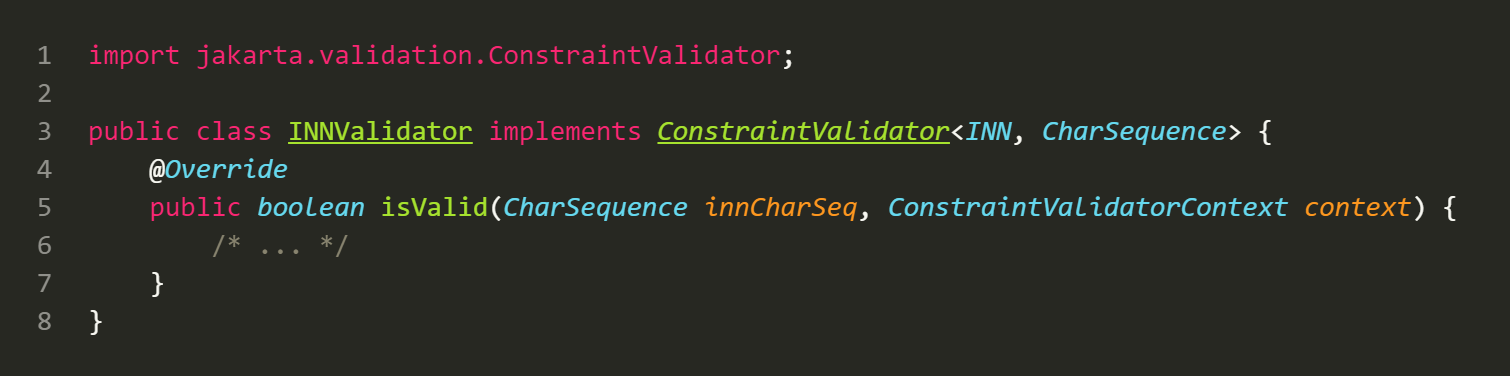 1 import jakarta.validation.ConstraintValidator;
2
3 public class INNValidator implements ConstraintValidator<INN, CharSequence> {
4     @Override
5     public boolean isValid(CharSequence innCharSeq, ConstraintValidatorContext context) {
6         /* ... */
7     }
8 }